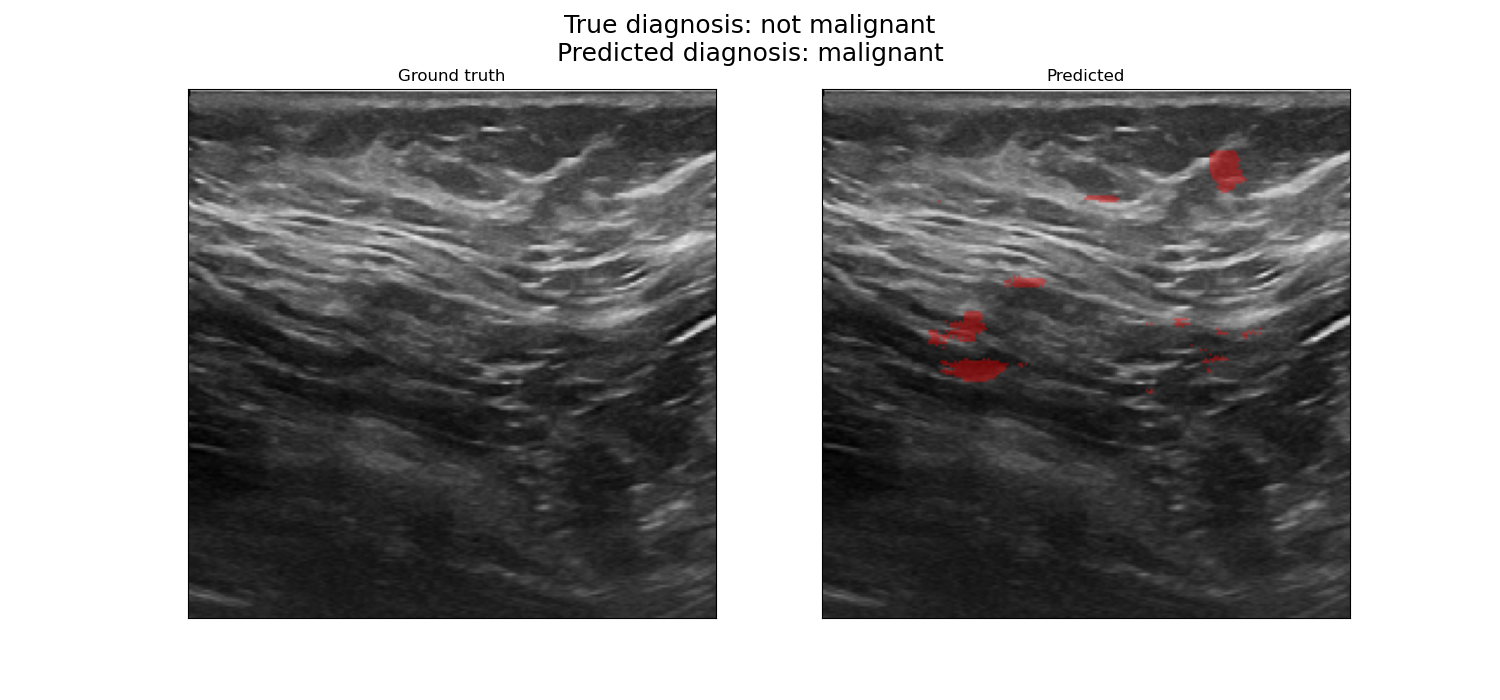 True diagnosis: not malignant
Predicted diagnosis: malignant
Ground truth
Predicted